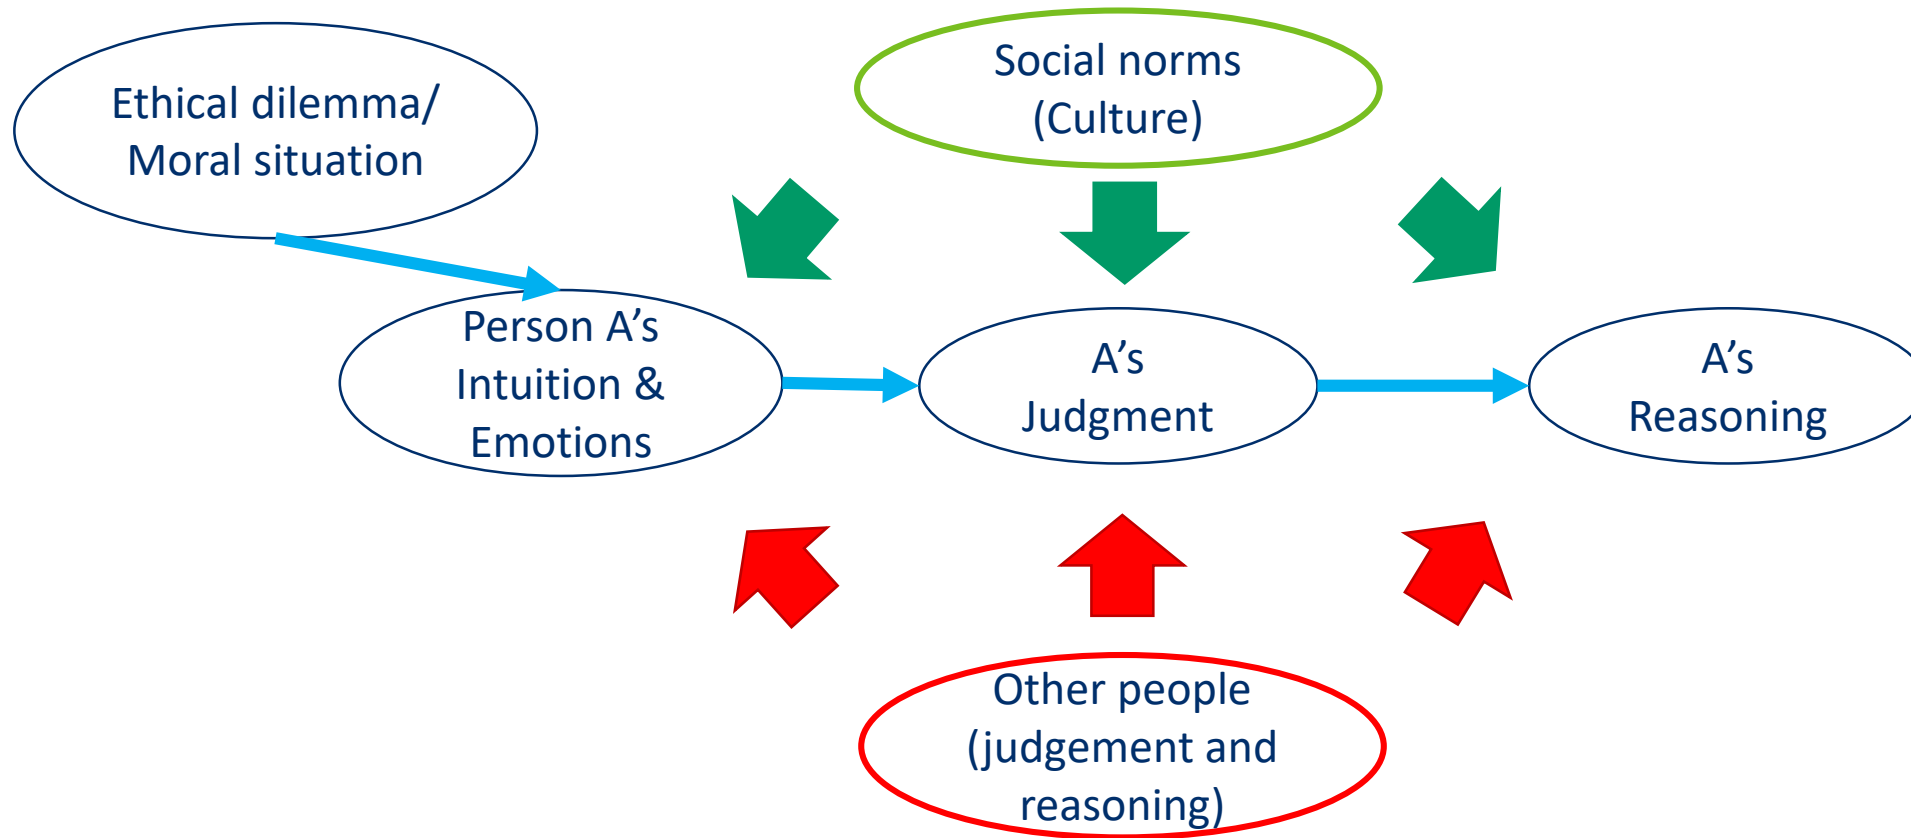 Ethical dilemma/
Moral situation
Social norms
(Culture)
Person A’s
Intuition &
Emotions
A’s
Judgment
A’s
Reasoning
Other people
(judgement and
reasoning)